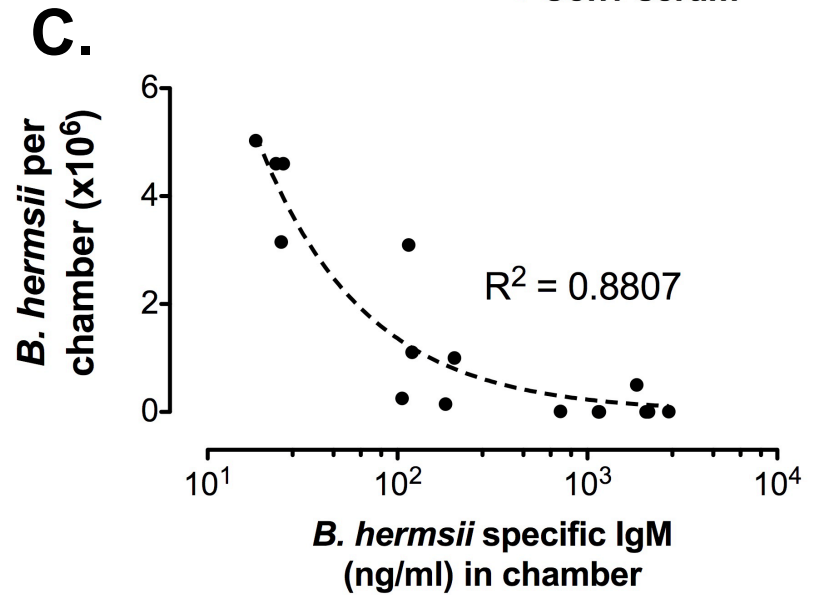 C.
6
4
2
0
B. hermsii per
chamber (x10⁶)
R² = 0.8807
10¹ 10² 10³ 10⁴
B. hermsii specific IgM
(ng/ml) in chamber